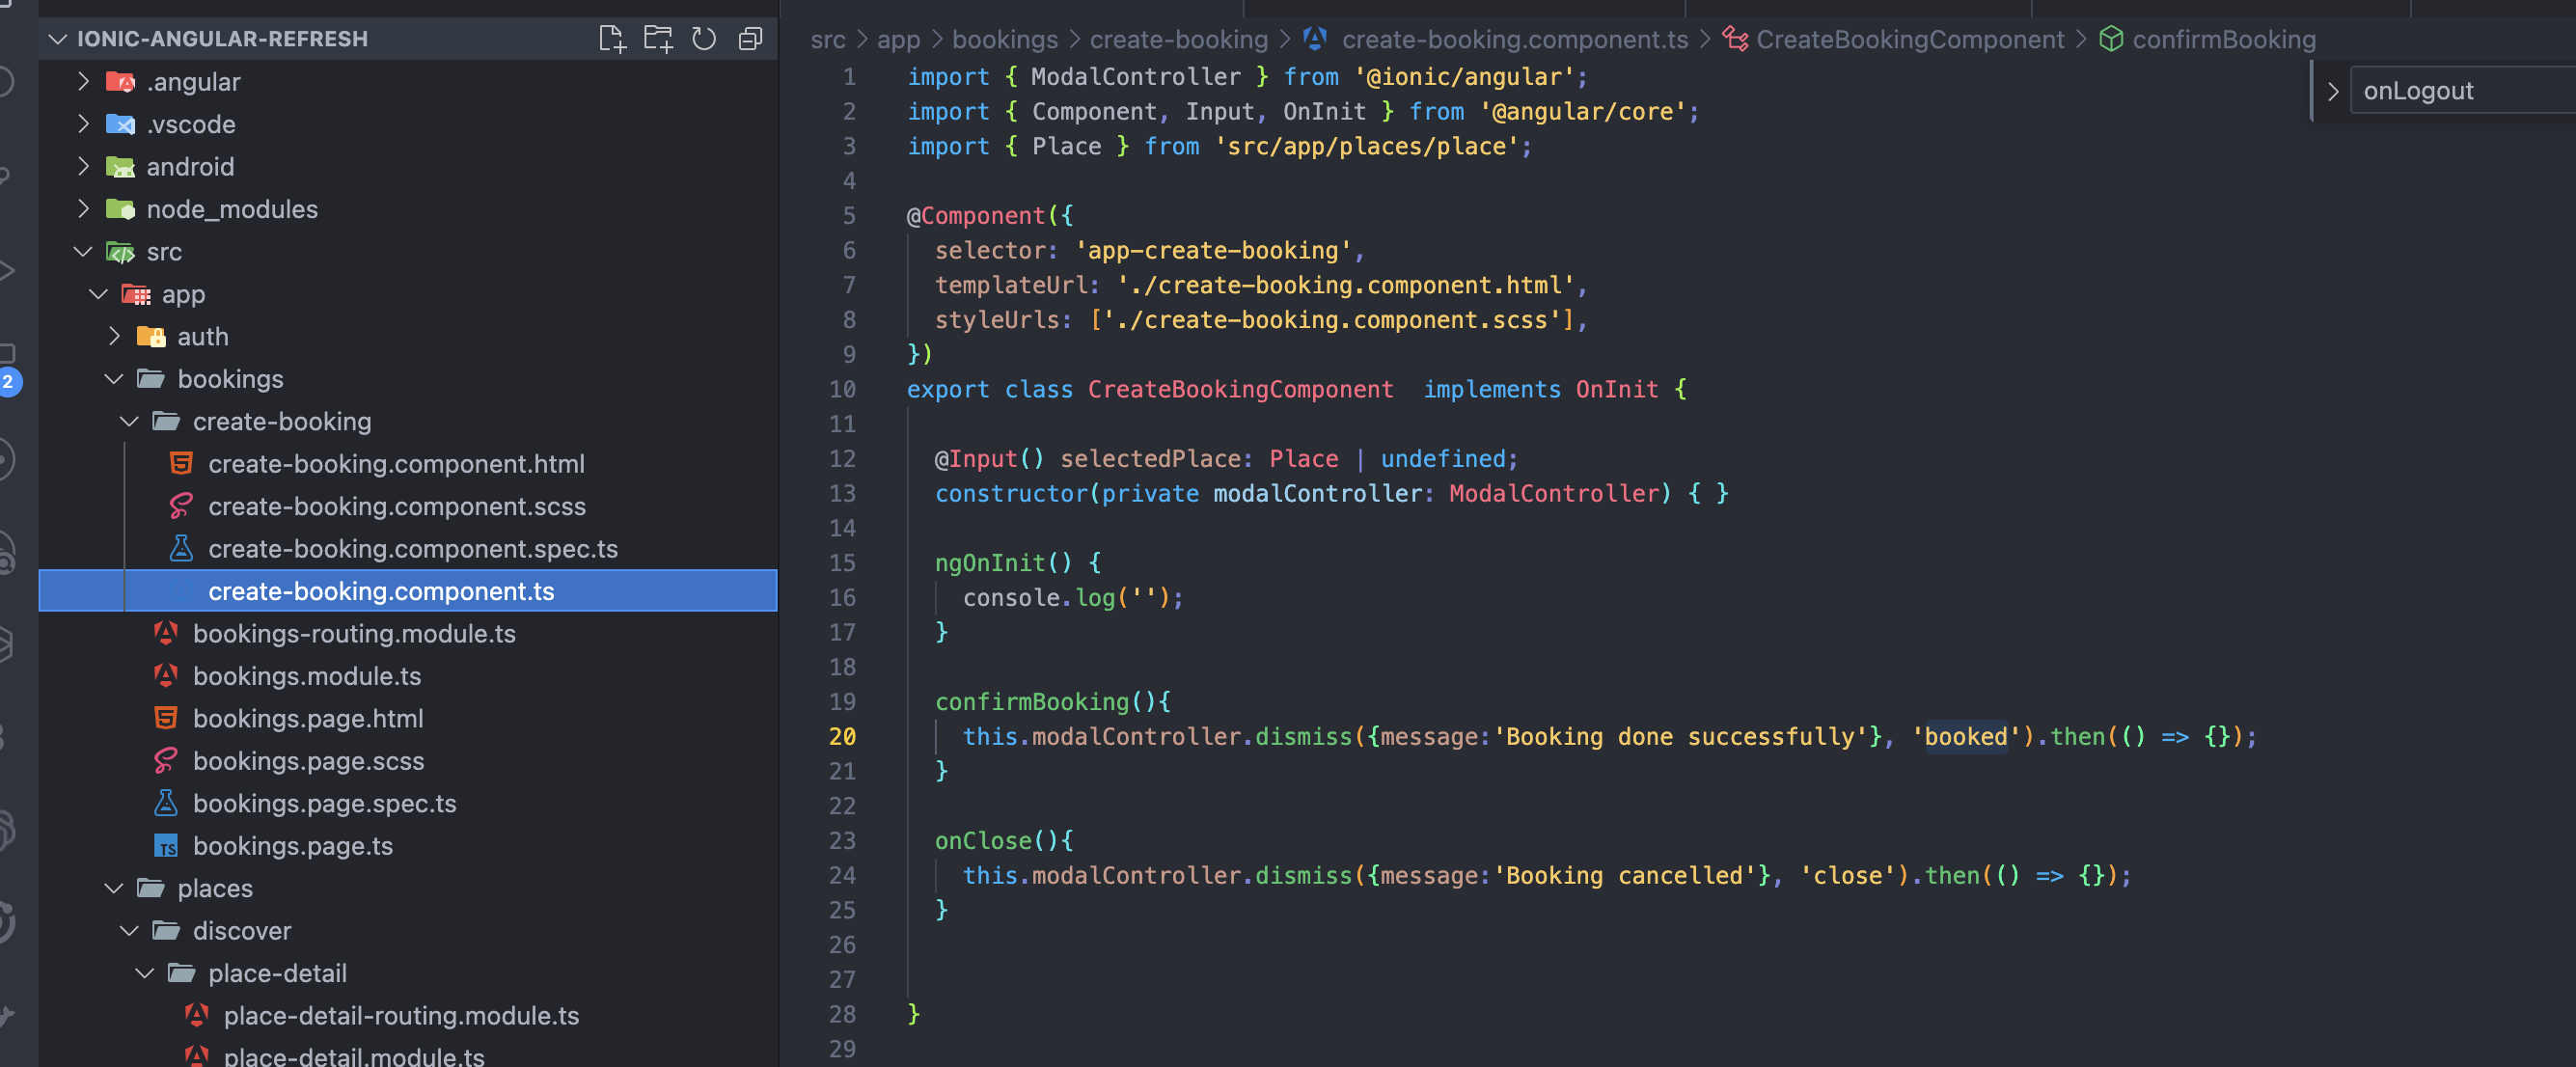 IONIC-ANGULAR-REFRESH
.angular
.vscode
android
node_modules
src
app
auth
bookings
create-booking
create-booking.component.html
create-booking.component.scss
create-booking.component.spec.ts
create-booking.component.ts
bookings-routing.module.ts
bookings.module.ts
bookings.page.html
bookings.page.scss
bookings.page.spec.ts
bookings.page.ts
places
discover
place-detail
place-detail-routing.module.ts
place-detail.module.ts
2
src > app > bookings > create-booking > create-booking.component.ts > CreateBookingComponent > confirmBooking
onLogout
1 import { ModalController } from '@ionic/angular';
2 import { Component, Input, OnInit } from '@angular/core';
3 import { Place } from 'src/app/places/place';
4
5 @Component({
6   selector: 'app-create-booking',
7   templateUrl: './create-booking.component.html',
8   styleUrls: ['./create-booking.component.scss'],
9 })
10 export class CreateBookingComponent  implements OnInit {
11
12   @Input() selectedPlace: Place | undefined;
13   constructor(private modalController: ModalController) { }
14
15   ngOnInit() {
16     console.log('');
17   }
18
19   confirmBooking(){
20     this.modalController.dismiss({message:'Booking done successfully'}, 'booked').then(() => {});
21   }
22
23   onClose(){
24     this.modalController.dismiss({message:'Booking cancelled'}, 'close').then(() => {});
25   }
26
27
28 }
29